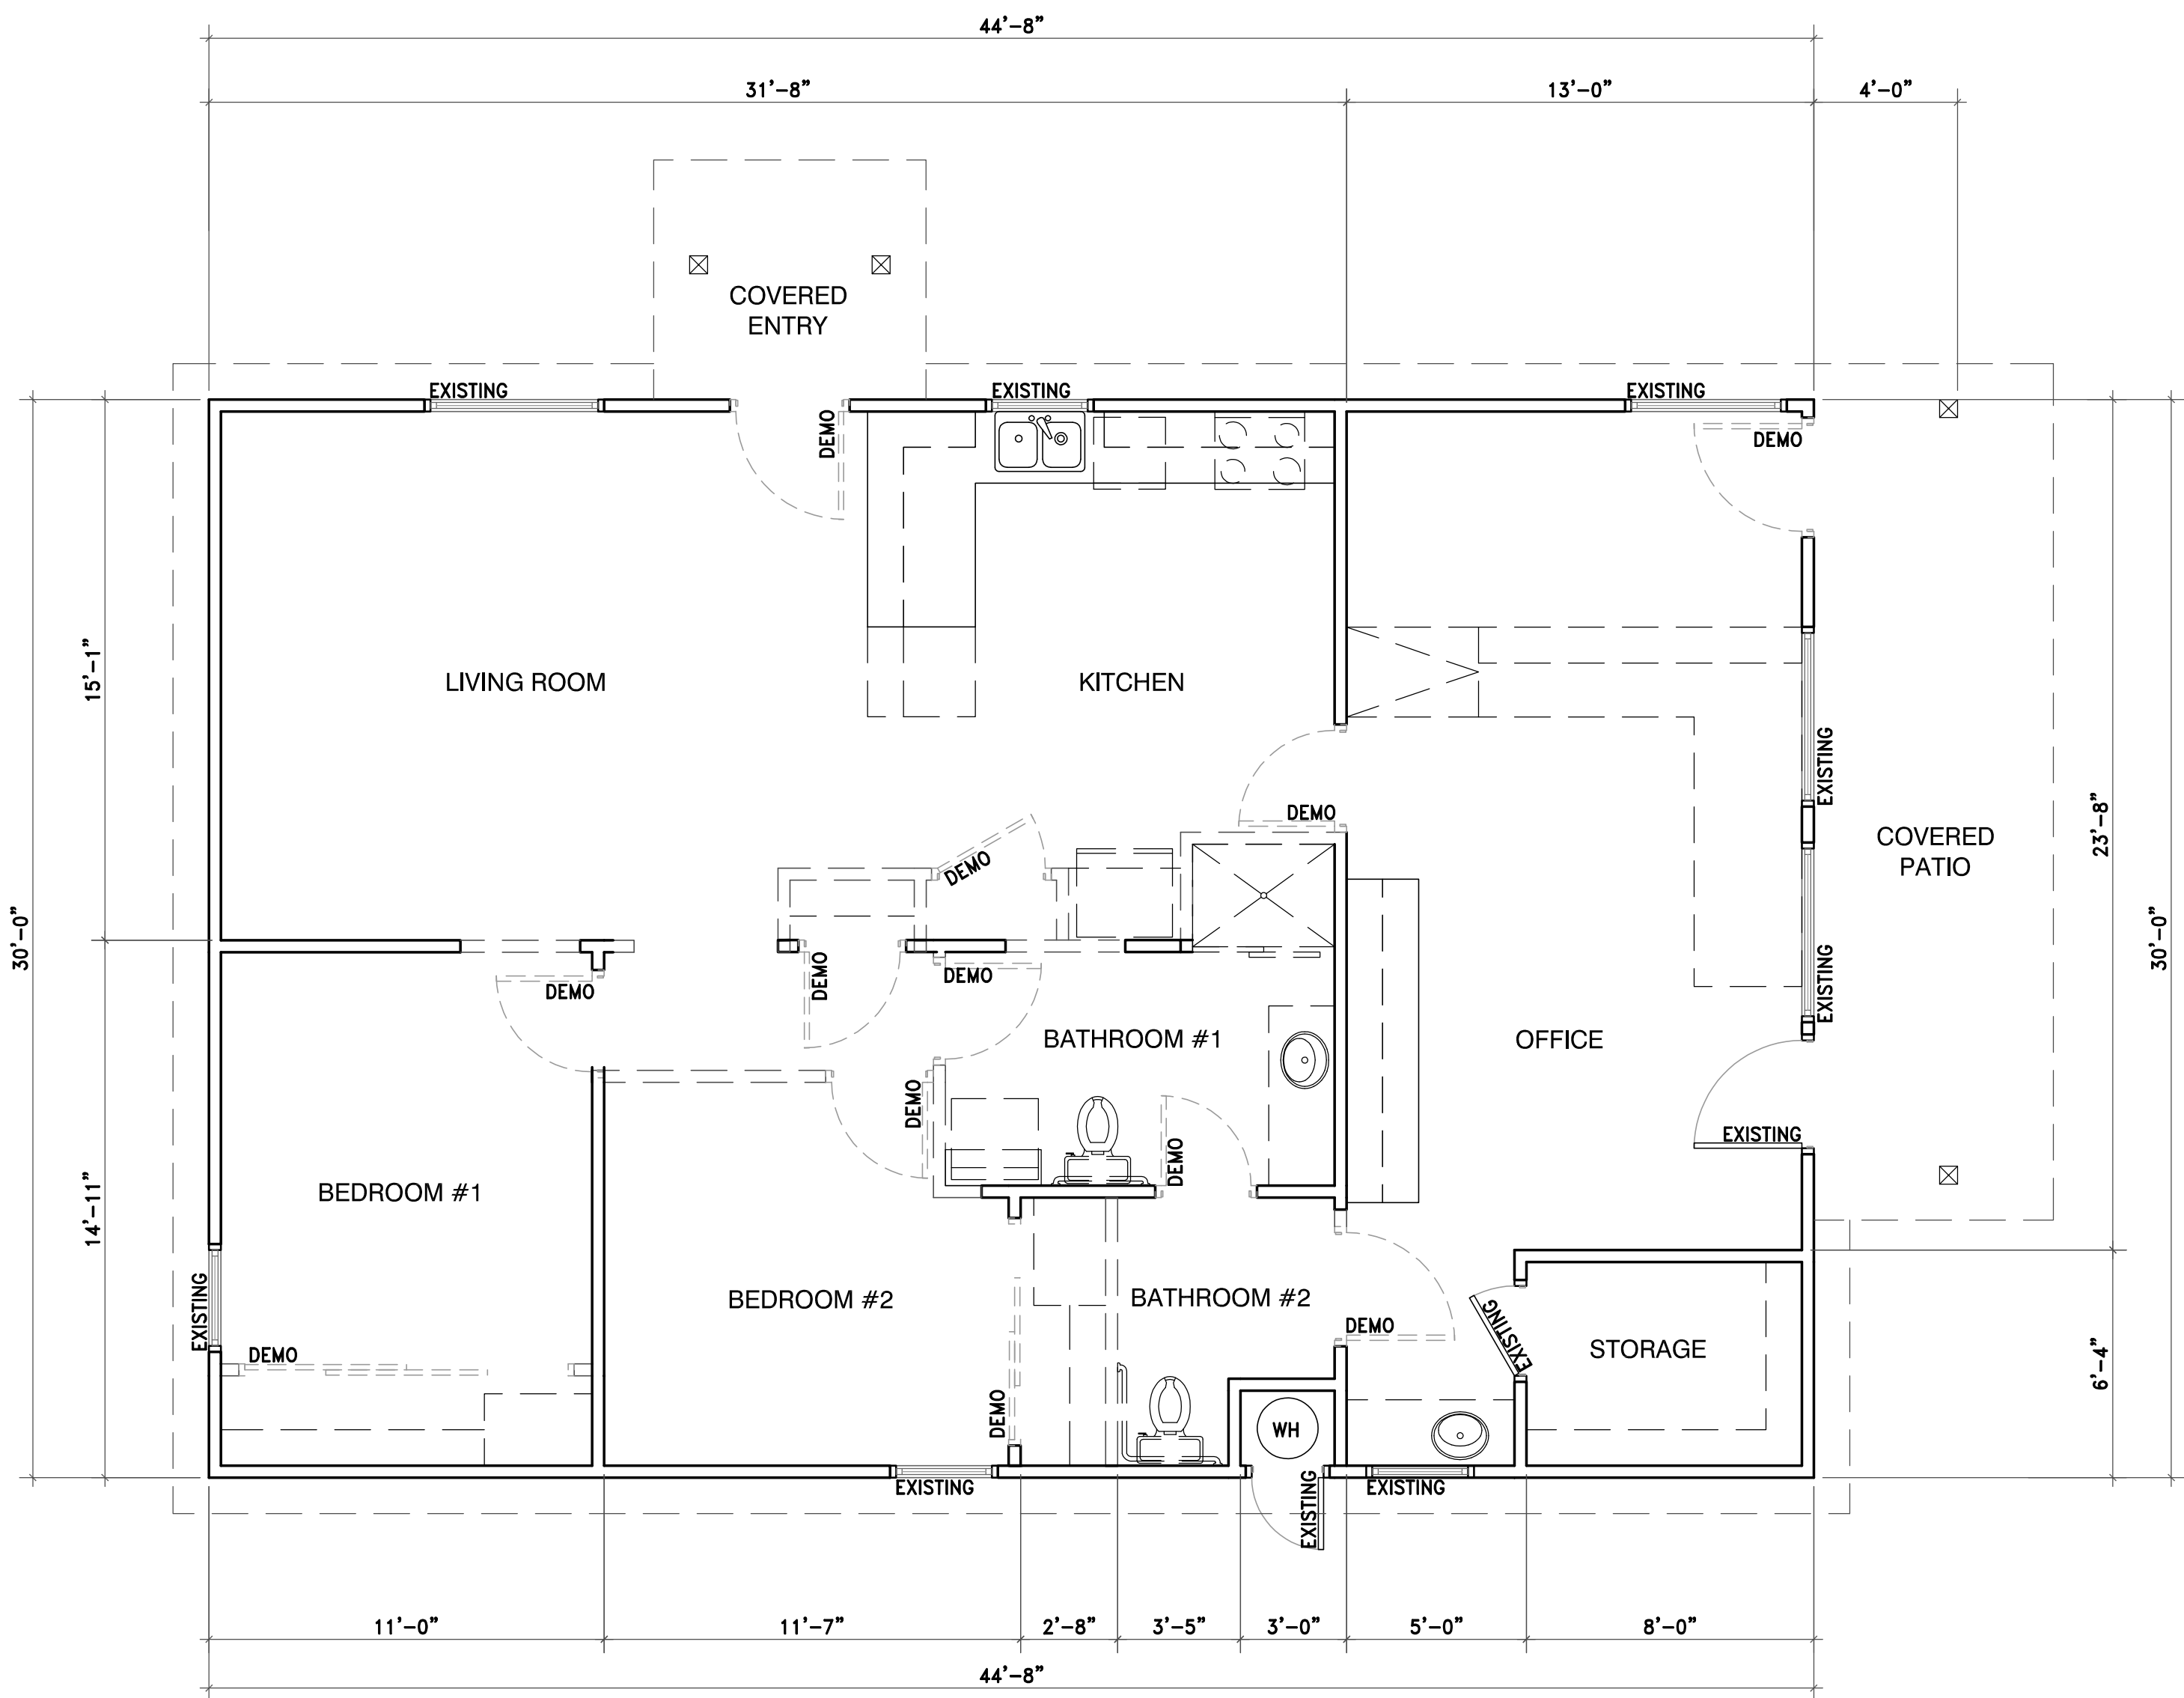 44'-8"
31'-8"
13'-0"
4'-0"
COVERED
ENTRY
EXISTING
EXISTING
EXISTING
DEMO
DEMO
15'-1"
LIVING ROOM
KITCHEN
EXISTING
DEMO
COVERED
PATIO
23'-8"
30'-0"
30'-0"
DEMO
DEMO
DEMO
DEMO
EXISTING
BATHROOM #1
OFFICE
DEMO
DEMO
EXISTING
14'-11"
BEDROOM #1
BEDROOM #2
BATHROOM #2
EXISTING
DEMO
EXISTING
STORAGE
DEMO
6'-4"
DEMO
WH
EXISTING
EXISTING
EXISTING
11'-0"
11'-7"
2'-8"
3'-5"
3'-0"
5'-0"
8'-0"
44'-8"